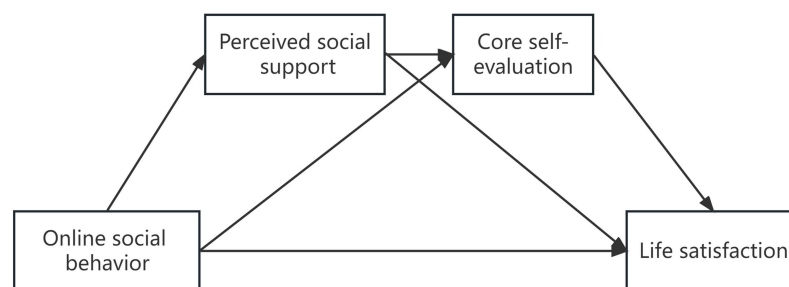 Perceived social
support
Core self-
evaluation
Online social
behavior
Life satisfaction